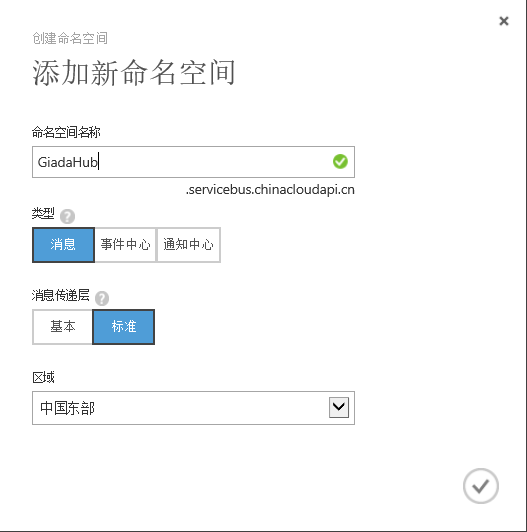 创建命名空间
添加新命名空间
命名空间名称
GiadaHub
.servicebus.chinacloudapi.cn
类型 ?
消息 事件中心 通知中心
消息传递层 ?
基本 标准
区域
中国东部